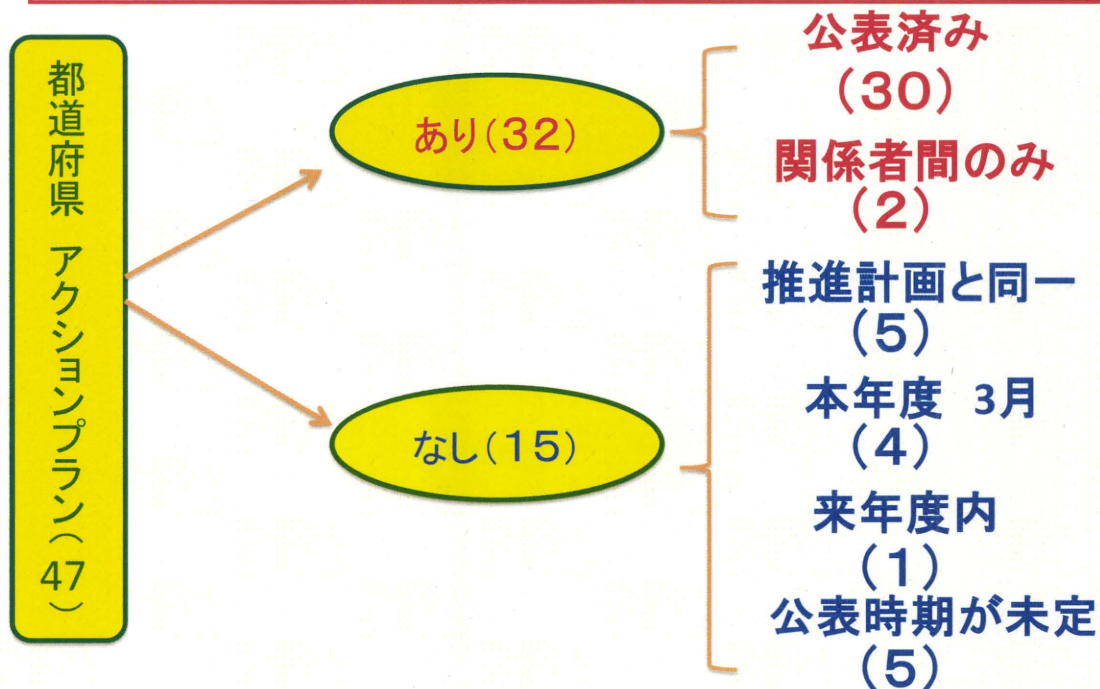 都道府県 アクションプラン(47)
あり(32)
公表済み
(30)
関係者間のみ
(2)
なし(15)
推進計画と同一
(5)
本年度 3月
(4)
来年度内
(1)
公表時期が未定
(5)